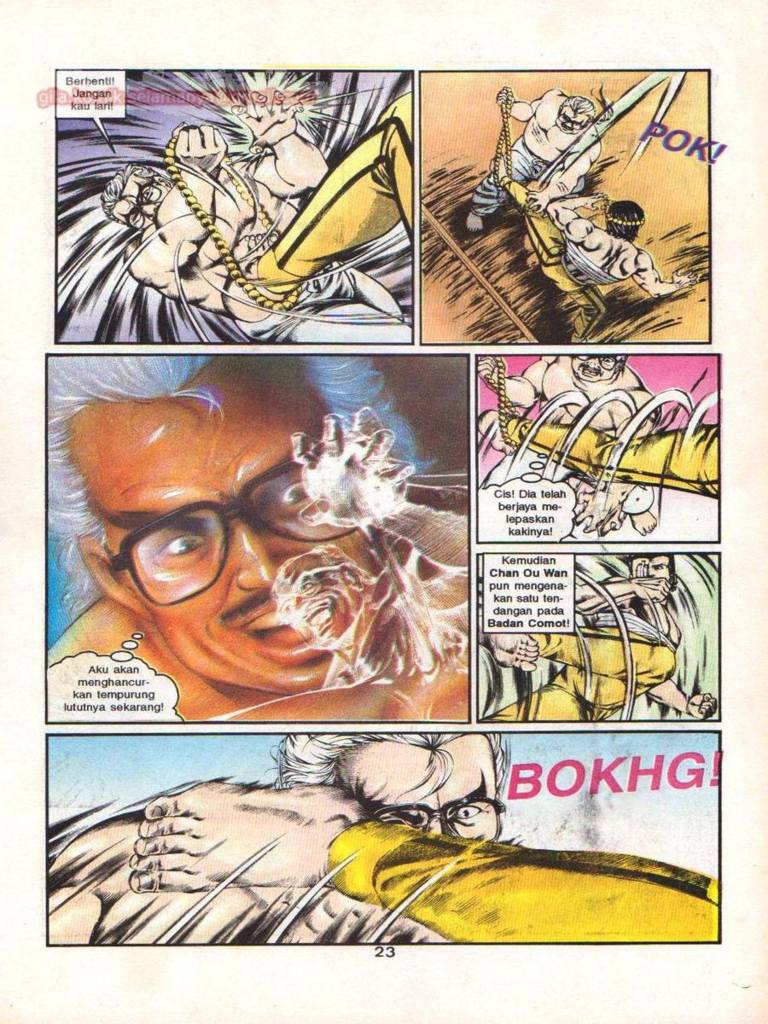 Berhenti!
Jangan
kau lari!
POK!
Aku akan
menghancur-
kan tempurung
lututnya sekarang!
Cis! Dia telah
berjaya me-
lepaskan
kakinya!
Kemudian
Chan Ou Wan
pun mengena-
kan satu ten-
dangan pada
Badan Comot!
BOKHG!
23